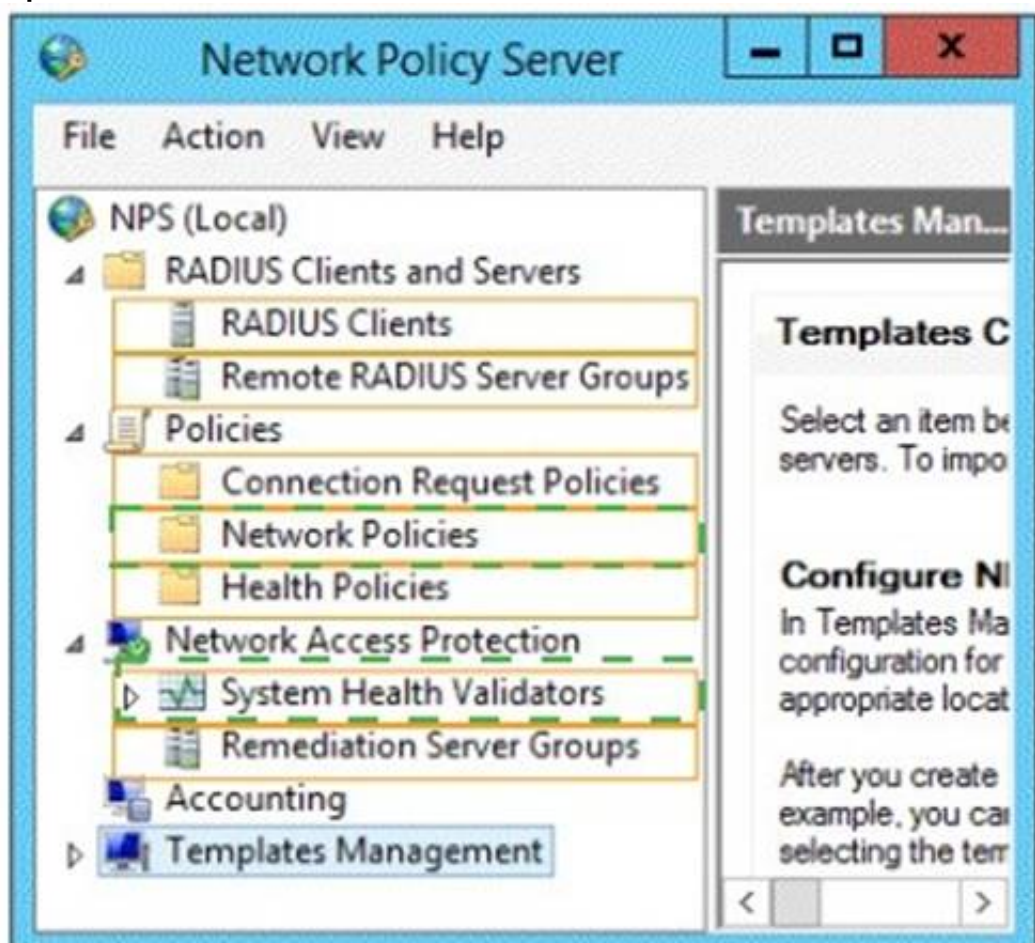 Network Policy Server
File Action View Help
NPS (Local)
RADIUS Clients and Servers
RADIUS Clients
Remote RADIUS Server Groups
Policies
Connection Request Policies
Network Policies
Health Policies
Network Access Protection
System Health Validators
Remediation Server Groups
Accounting
Templates Management
Templates Man...
Templates C
Select an item be
servers. To impo
Configure N
In Templates Ma
configuration for
appropriate locat
After you create
example, you car
selecting the tem